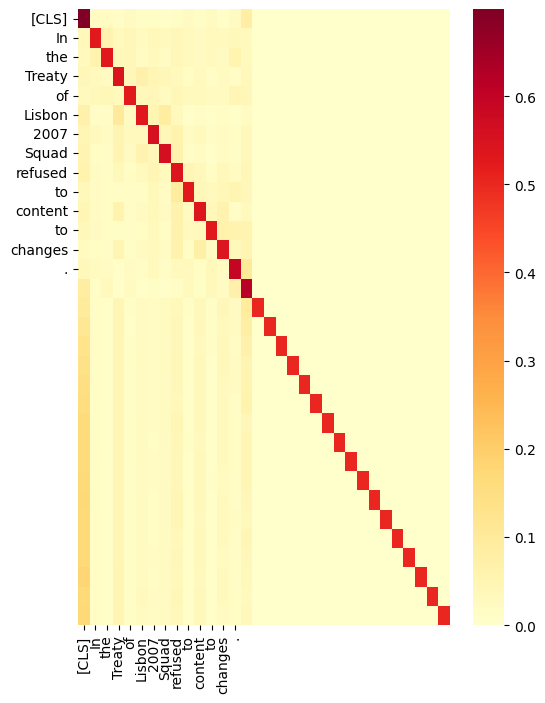 [CLS]
In
the
Treaty
of
Lisbon
2007
Squad
refused
to
content
to
changes
.
0.6
0.5
0.4
0.3
0.2
0.1
0.0
[CLS]
In
the
Treaty
of
Lisbon
2007
Squad
refused
to
content
to
changes
.